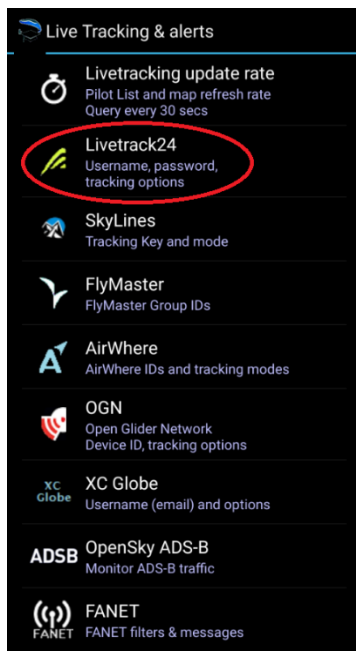 Live Tracking & alerts
Livetracking update rate
Pilot List and map refresh rate
Query every 30 secs
Livetrack24
Username, password,
tracking options
SkyLines
Tracking Key and mode
FlyMaster
FlyMaster Group IDs
AirWhere
AirWhere IDs and tracking modes
OGN
Open Glider Network
Device ID, tracking options
XC
Globe
XC Globe
Username (email) and options
ADSB
OpenSky ADS-B
Monitor ADS-B traffic
FANET
FANET
FANET filters & messages